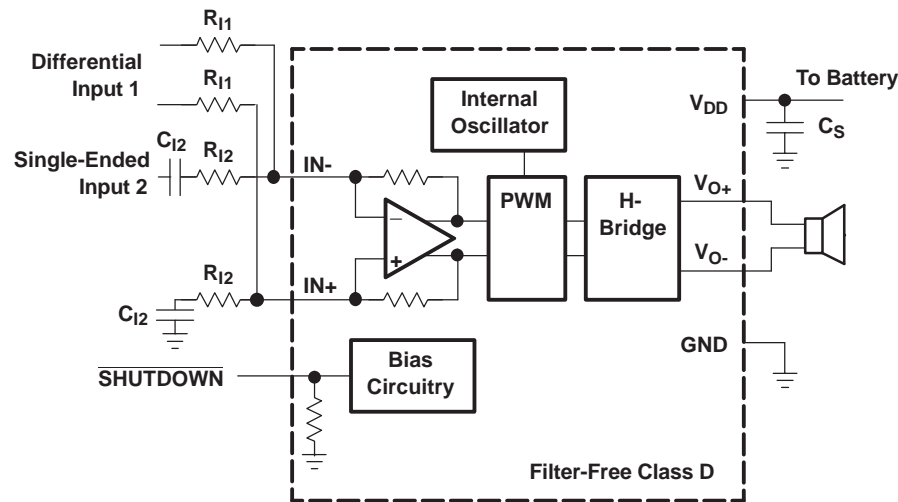 R_I1
Differential
Input 1
R_I1
C_I2
R_I2
Single-Ended
Input 2
R_I2
C_I2
SHUTDOWN
IN-
IN+
Internal
Oscillator
−
+
PWM
H-
Bridge
Bias
Circuitry
Filter-Free Class D
V_DD
To Battery
C_S
V_O+
V_O-
GND